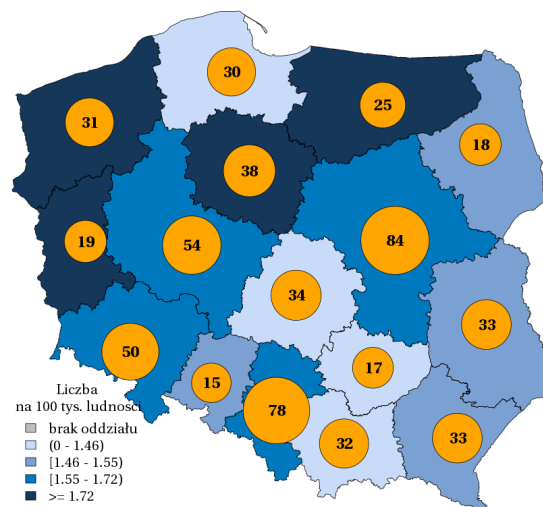 30
31
25
18
38
19
54
84
34
33
50
17
15
78
32
33
Liczba
na 100 tys. ludności
brak oddziału
(0 - 1.46)
[1.46 - 1.55)
[1.55 - 1.72)
>= 1.72